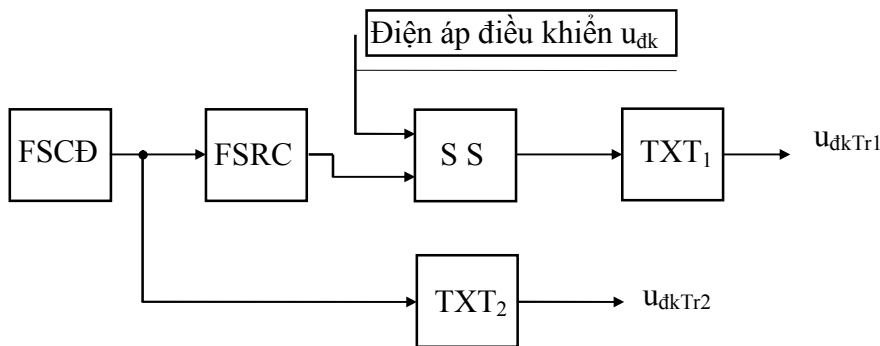 Điện áp điều khiển uđk
FSCĐ
FSRC
S S
TXT1
uđkTr1
TXT2
uđkTr2